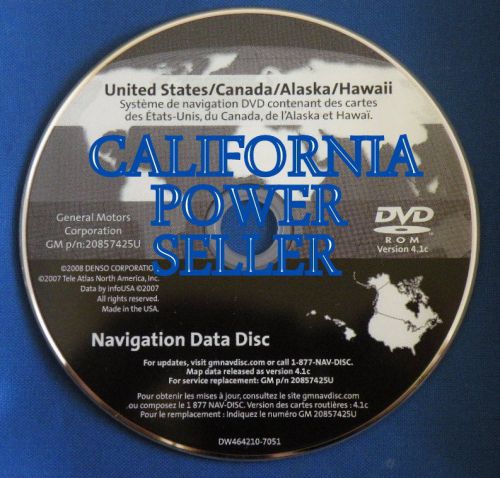 United States/Canada/Alaska/Hawaii
Système de navigation DVD contenant des cartes
des États-Unis, du Canada, de l'Alaska et Hawaï.
CALIFORNIA
POWER
SELLER
General Motors
Corporation
GM p/n:20857425U
DVD
ROM
Version 4.1c
©2008 DENSO CORPORATION
©2007 Tele Atlas North America, Inc.
Data by infoUSA ©2007
All rights reserved.
Made in the USA.
Navigation Data Disc
For updates, visit gmnavdisc.com or call 1-877-NAV-DISC.
Map data released as version 4.1c
For service replacement: GM p/n 20857425U
Pour obtenir les mises à jour, consultez le site gmnavdisc.com
ou composez le 1 877 NAV-DISC. Version des cartes routières : 4.1c
Pour le remplacement : indiquez le numéro GM 20857425U
DW464210-7051